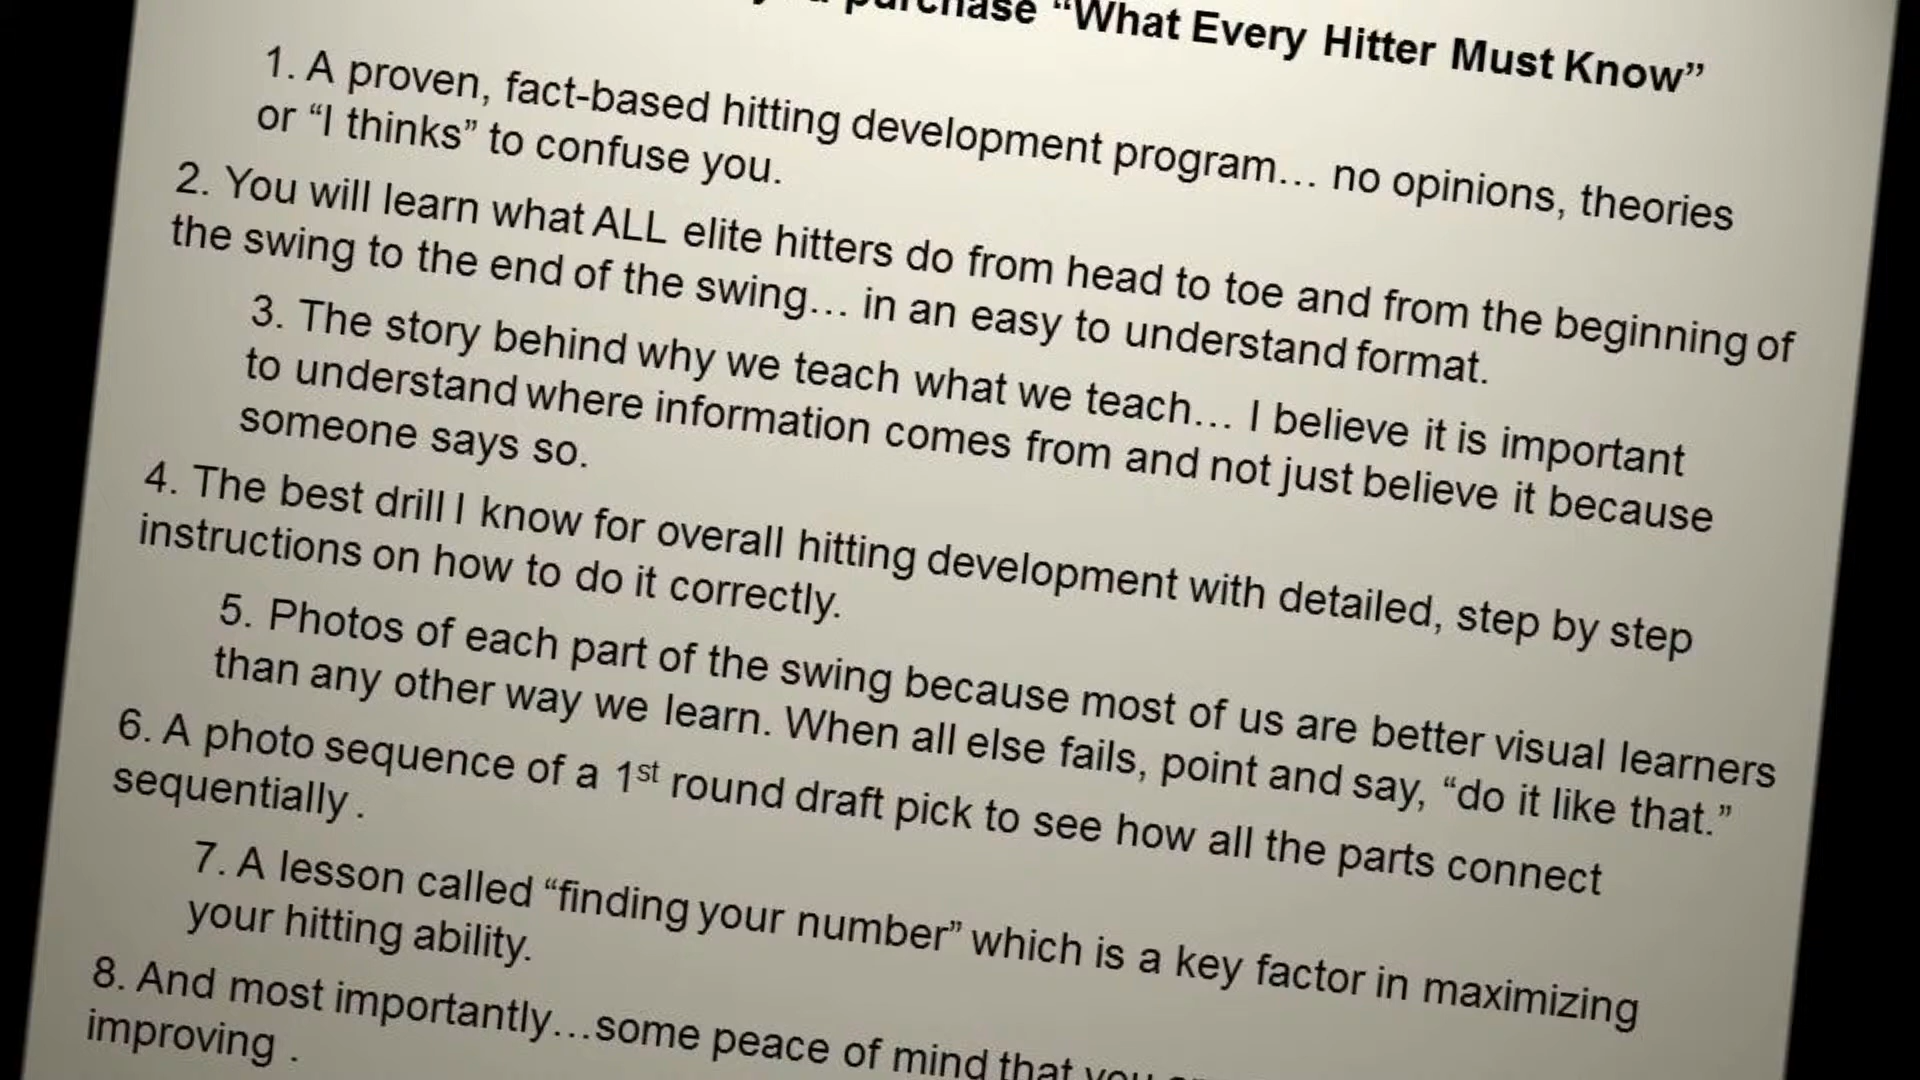 purchase “What Every Hitter Must Know”
1. A proven, fact-based hitting development program... no opinions, theories
or “I thinks” to confuse you.
2. You will learn what ALL elite hitters do from head to toe and from the beginning of
the swing to the end of the swing... in an easy to understand format.
3. The story behind why we teach what we teach... I believe it is important
to understand where information comes from and not just believe it because
someone says so.
4. The best drill I know for overall hitting development with detailed, step by step
instructions on how to do it correctly.
5. Photos of each part of the swing because most of us are better visual learners
than any other way we learn. When all else fails, point and say, “do it like that.”
6. A photo sequence of a 1st round draft pick to see how all the parts connect
sequentially .
7. A lesson called “finding your number” which is a key factor in maximizing
your hitting ability.
8. And most importantly...some peace of mind that you
improving .